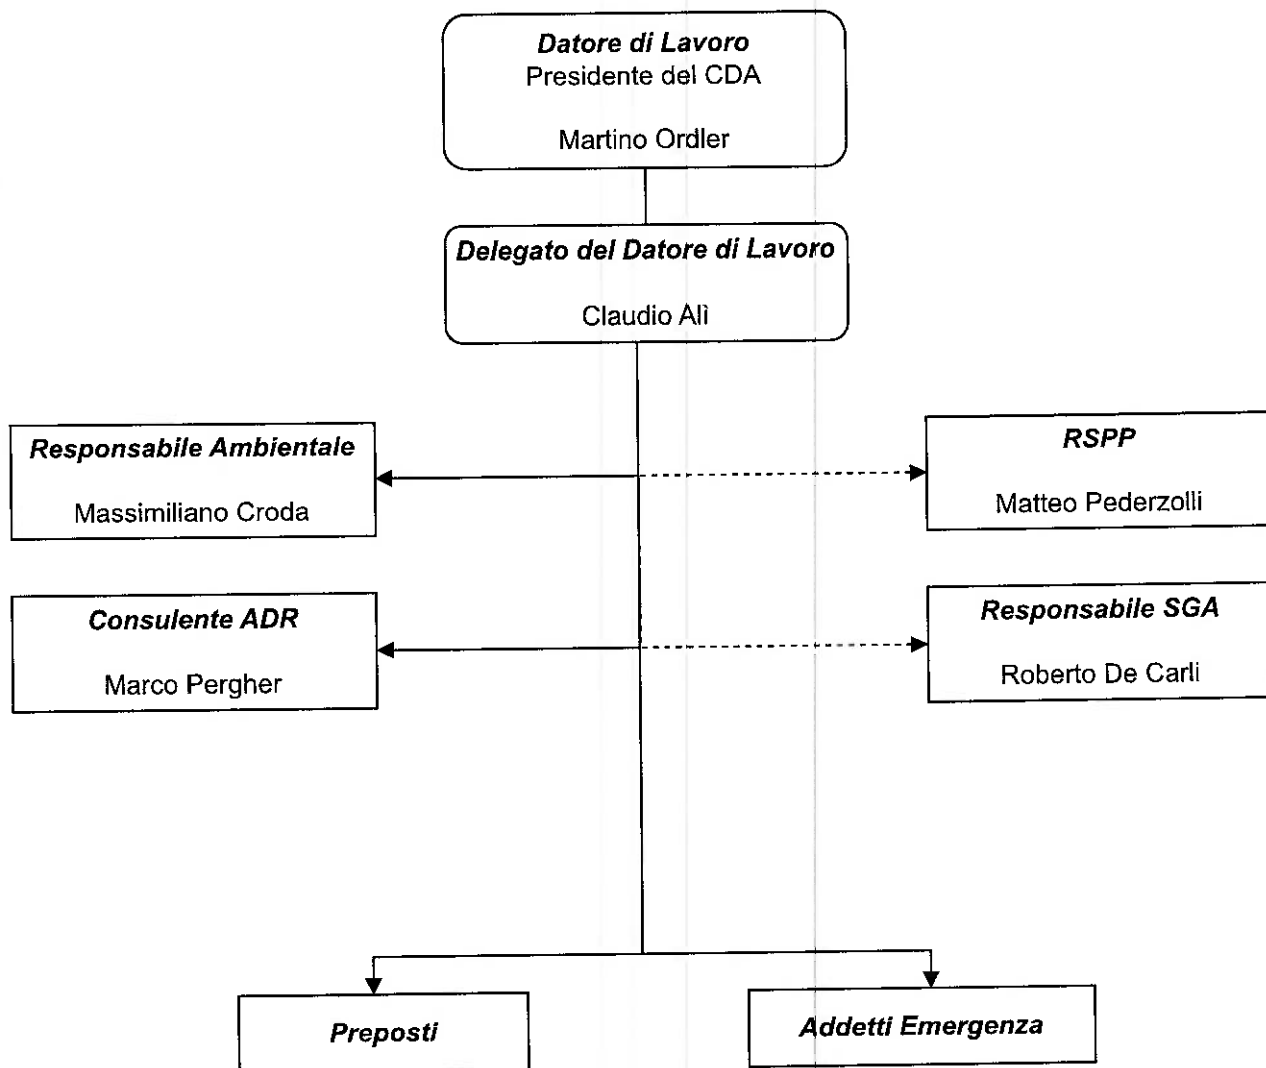 Datore di Lavoro
Presidente del CDA
Martino Ordler
Delegato del Datore di Lavoro
Claudio Alì
Responsabile Ambientale
Massimiliano Croda
RSPP
Matteo Pederzolli
Consulente ADR
Marco Pergher
Responsabile SGA
Roberto De Carli
Preposti
Addetti Emergenza